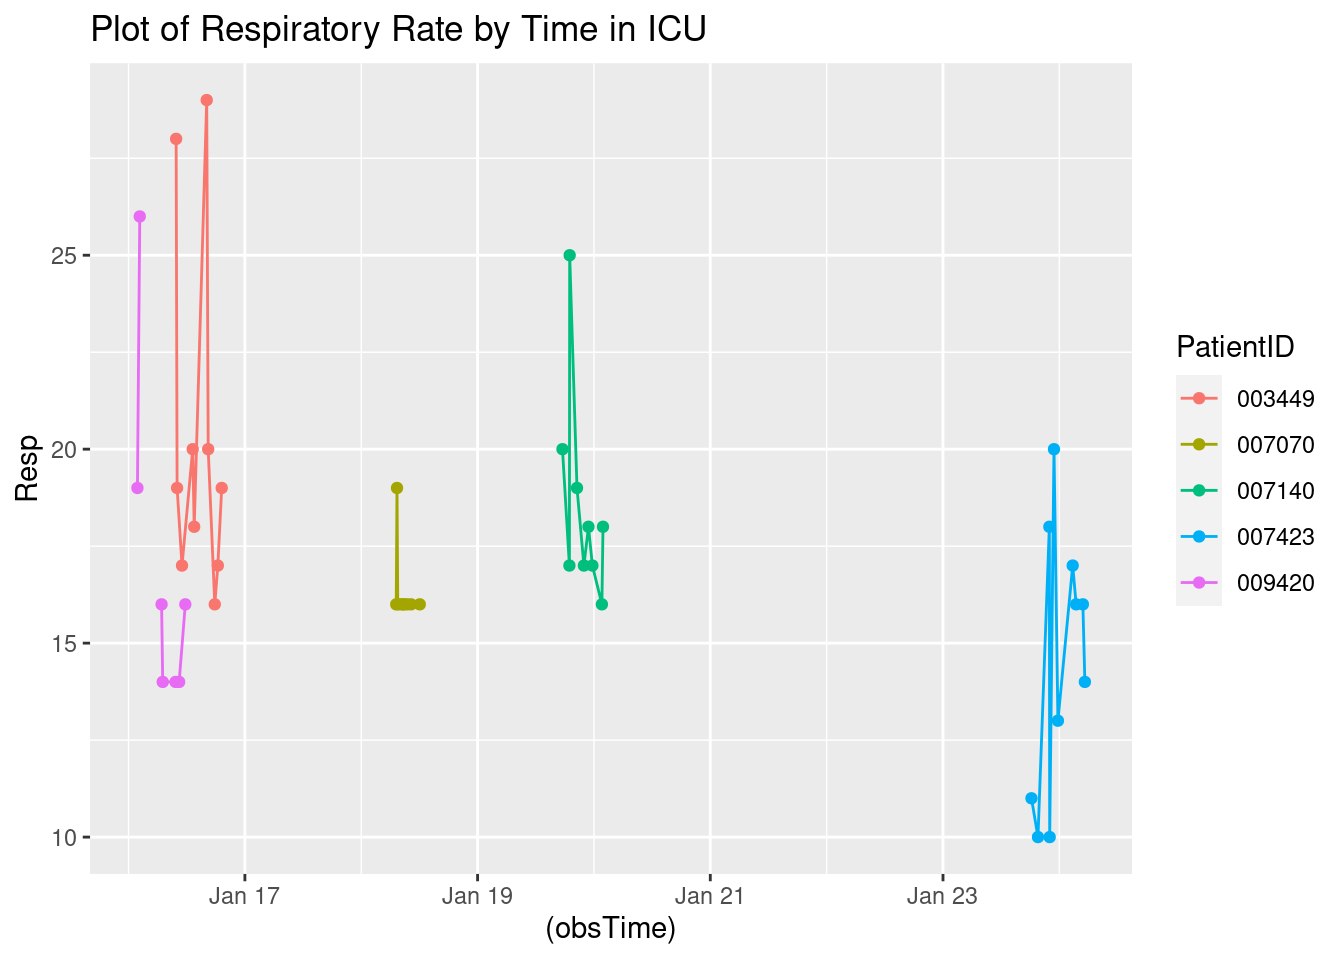 Plot of Respiratory Rate by Time in ICU
25
20
15
10
Resp
Jan 17
Jan 19
Jan 21
Jan 23
(obsTime)
PatientID
003449
007070
007140
007423
009420